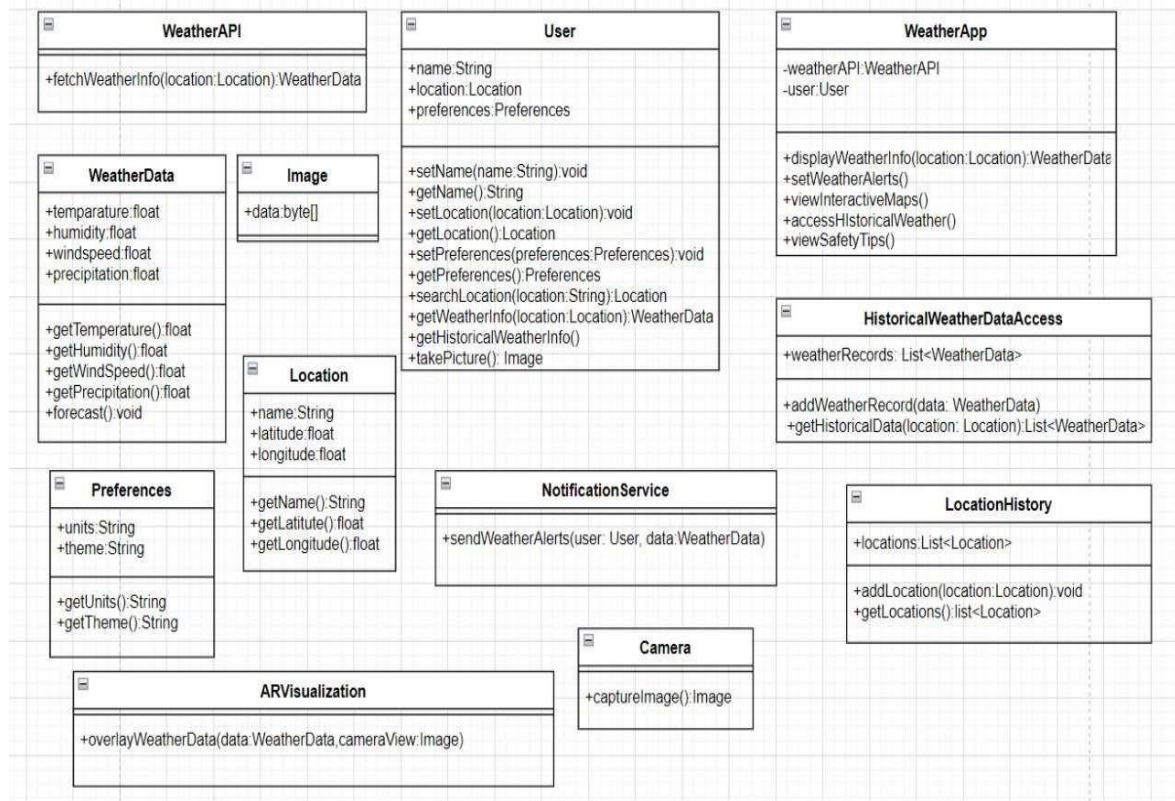 WeatherAPI
+fetchWeatherInfo(location:Location):WeatherData
User
+name:String
+location:Location
+preferences:Preferences
+setName(name:String):void
+getName():String
+setLocation(location:Location):void
+getLocation():Location
+setPreferences(preferences:Preferences):void
+getPreferences():Preferences
+searchLocation(location:String):Location
+getWeatherInfo(location:Location):WeatherData
+getHistoricalWeatherInfo()
+takePicture(): Image
WeatherApp
-weatherAPI:WeatherAPI
-user:User
+displayWeatherInfo(location:Location):WeatherData
+setWeatherAlerts()
+viewInteractiveMaps()
+accessHIstoricalWeather()
+viewSafetyTips()
WeatherData
+temparature:float
+humidity:float
+windspeed:float
+precipitation:float
+getTemperature():float
+getHumidity():float
+getWindSpeed():float
+getPrecipitation():float
+forecast():void
Image
+data:byte[]
HistoricalWeatherDataAccess
+weatherRecords: List<WeatherData>
+addWeatherRecord(data: WeatherData)
+getHistoricalData(location: Location):List<WeatherData>
Location
+name:String
+latitude:float
+longitude:float
+getName():String
+getLatitute():float
+getLongitude():float
Preferences
+units:String
+theme:String
+getUnits():String
+getTheme():String
NotificationService
+sendWeatherAlerts(user: User, data:WeatherData)
LocationHistory
+locations:List<Location>
+addLocation(location:Location):void
+getLocations():list<Location>
Camera
+captureImage():Image
ARVisualization
+overlayWeatherData(data:WeatherData,cameraView:Image)